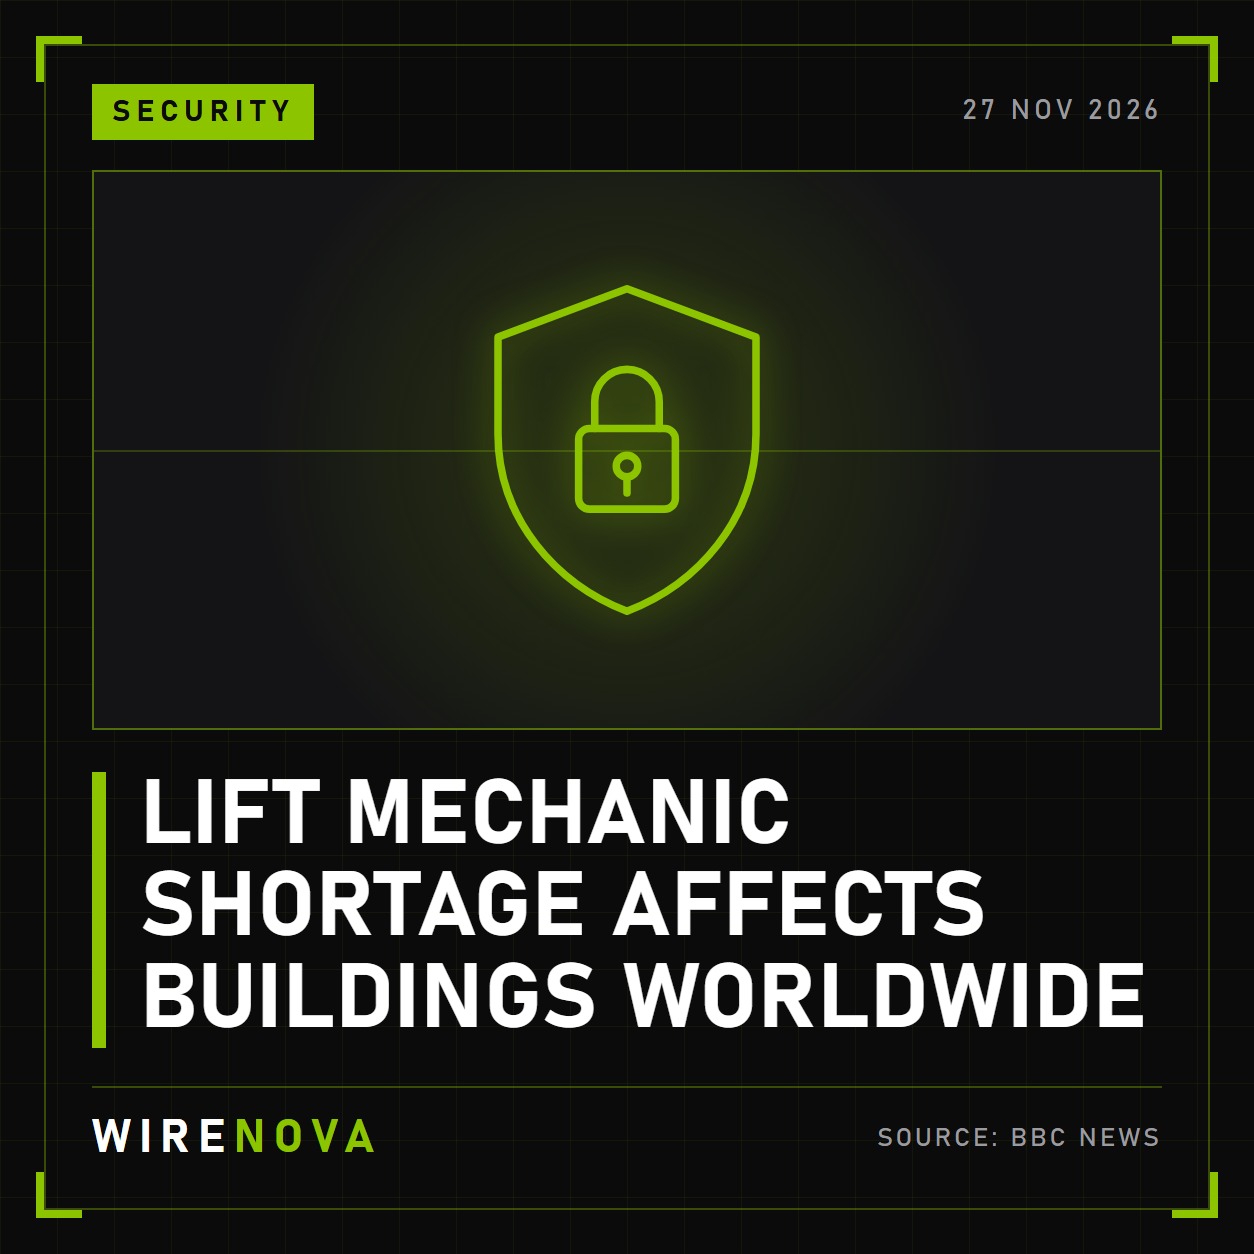 SECURITY
27 NOV 2026
LIFT MECHANIC
SHORTAGE AFFECTS
BUILDINGS WORLDWIDE
WIRENOVA
SOURCE: BBC NEWS